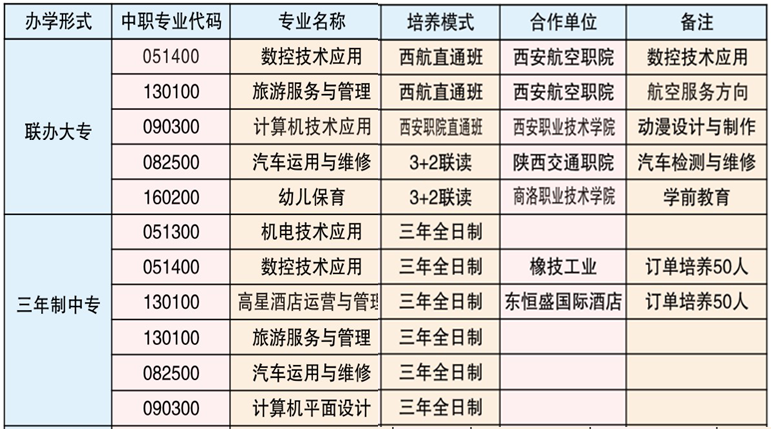 办学形式 中职专业代码 专业名称 培养模式 合作单位 备注
联办大专
051400 数控技术应用 西航直通班 西安航空职院 数控技术应用
130100 旅游服务与管理 西航直通班 西安航空职院 航空服务方向
090300 计算机技术应用 西安职院直通班 西安职业技术学院 动漫设计与制作
082500 汽车运用与维修 3+2联读 陕西交通职院 汽车检测与维修
160200 幼儿保育 3+2联读 商洛职业技术学院 学前教育
三年制中专
051300 机电技术应用 三年全日制
051400 数控技术应用 三年全日制 橡技工业 订单培养50人
130100 高星酒店运营与管理 三年全日制 东恒盛国际酒店 订单培养50人
130100 旅游服务与管理 三年全日制
082500 汽车运用与维修 三年全日制
090300 计算机平面设计 三年全日制